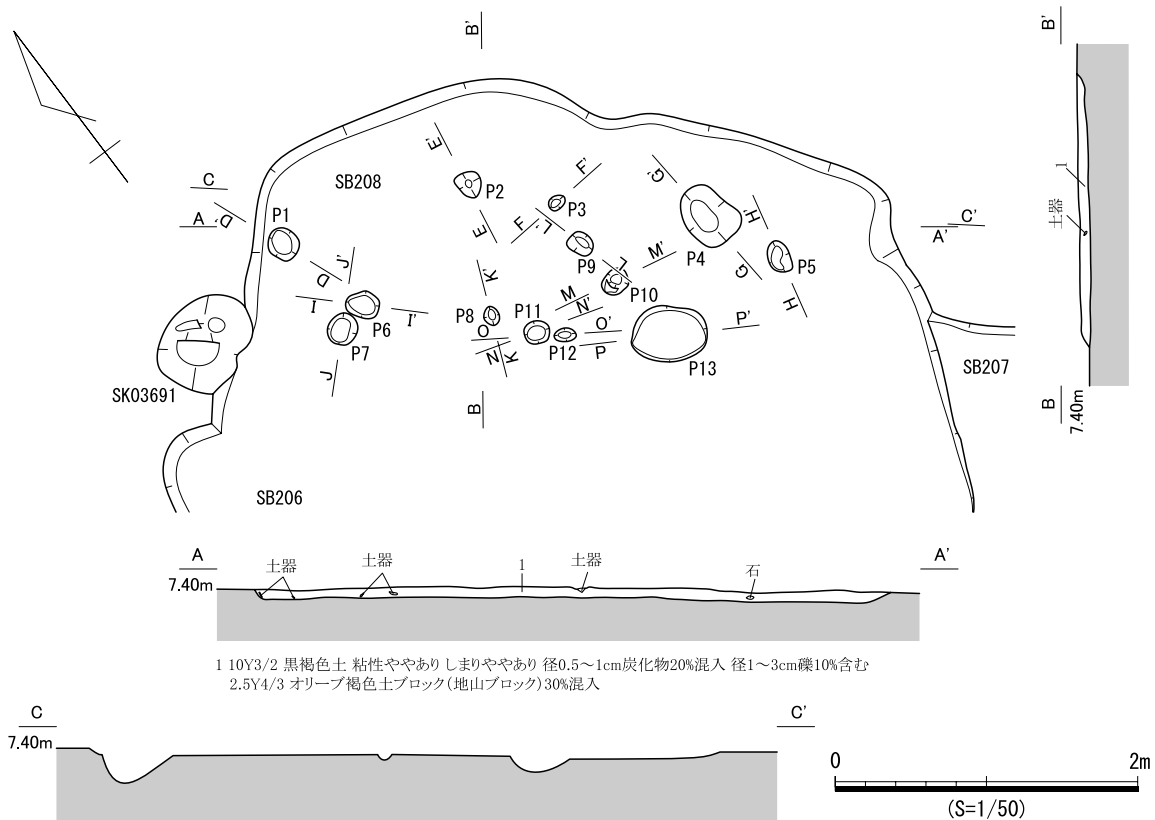 B'
B'
E'
C
SB208
P2
F'
G'
A
D'
P1
P3
H'
C'
1
E
F
L'
A'
土器
J'
K'
P9
M'
P4
P5
D
L
G
I
P6
I'
P8
P11
M
P10
N'
H
P7
O
O'
P'
N
K
P12
P
P13
SK03691
J
SB207
B
B
7.40m
SB206
A
土器
土器
1
土器
石
A'
7.40m
1 10Y3/2 黒褐色土 粘性ややあり しまりややあり 径0.5～1cm炭化物20%混入 径1～3cm礫10%含む
2.5Y4/3 オリーブ褐色土ブロック(地山ブロック)30%混入
C
C'
7.40m
0
2m
(S=1/50)